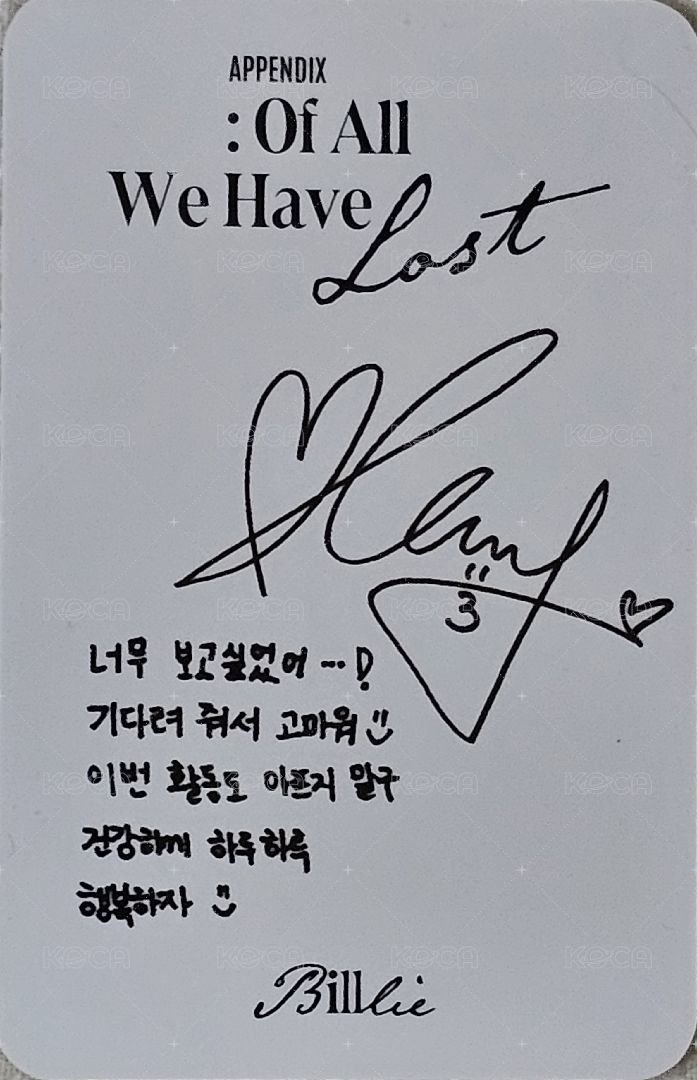 APPENDIX
: Of All
We Have
Lost
너무 보고싶었어 …!
기다려 줘서 고마워
이번 활동도 아프지 말구
건강하게 하루하루
행복하자
Billlie
KOCA